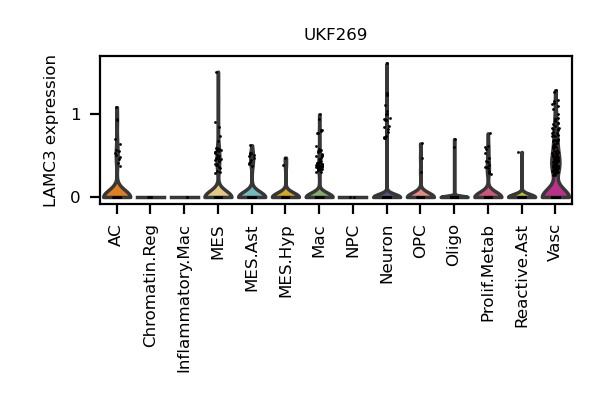 UKF269
LAMC3 expression
1
0
AC
Chromatin.Reg
Inflammatory.Mac
MES
MES.Ast
MES.Hyp
Mac
NPC
Neuron
OPC
Oligo
Prolif.Metab
Reactive.Ast
Vasc